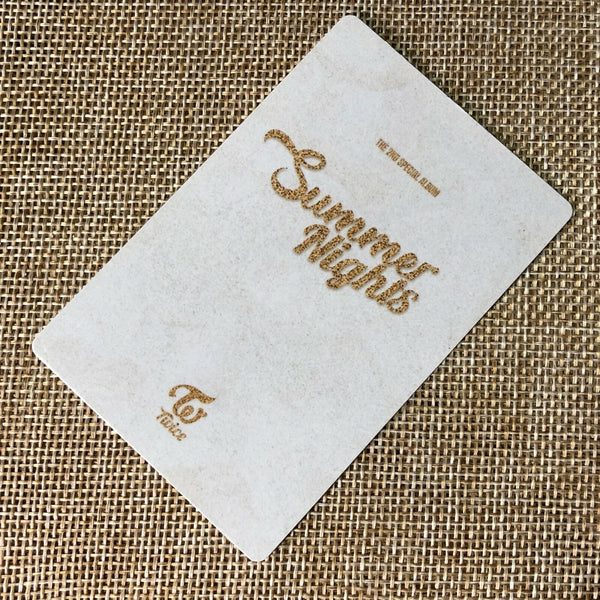 THE 2ND SPECIAL ALBUM
Summer
Nights
Twice